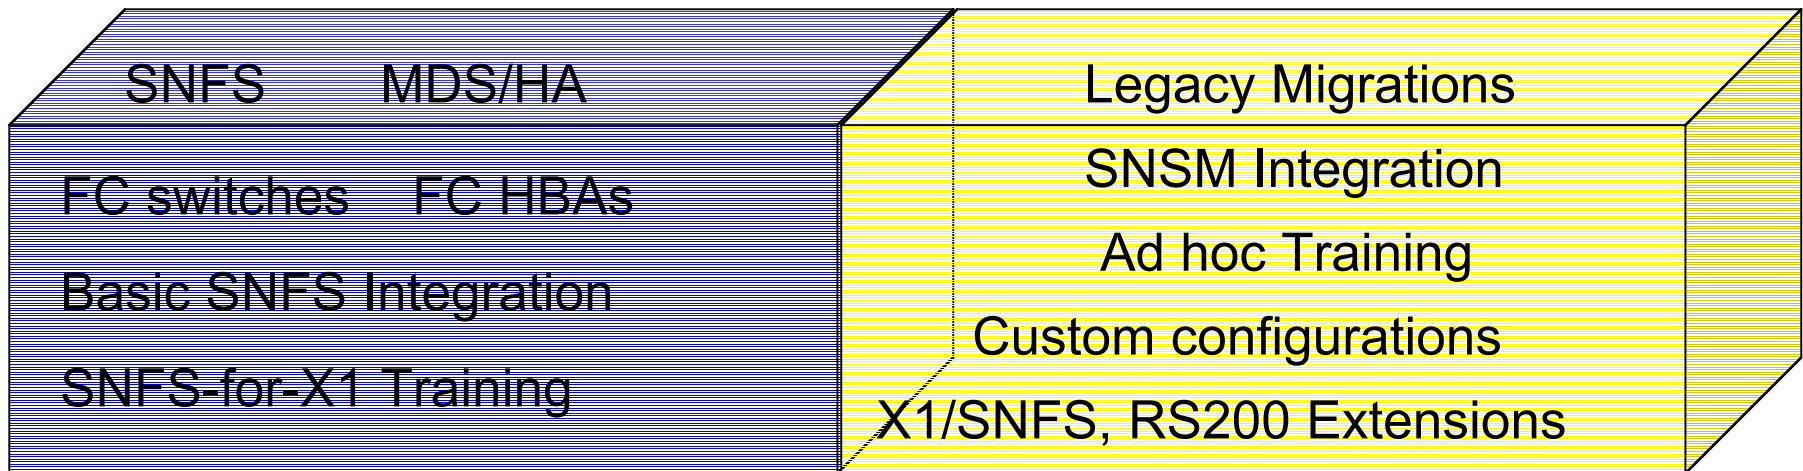 SNFS MDS/HA
FC switches FC HBAs
Basic SNFS Integration
SNFS-for-X1 Training
Legacy Migrations
SNSM Integration
Ad hoc Training
Custom configurations
X1/SNFS, RS200 Extensions